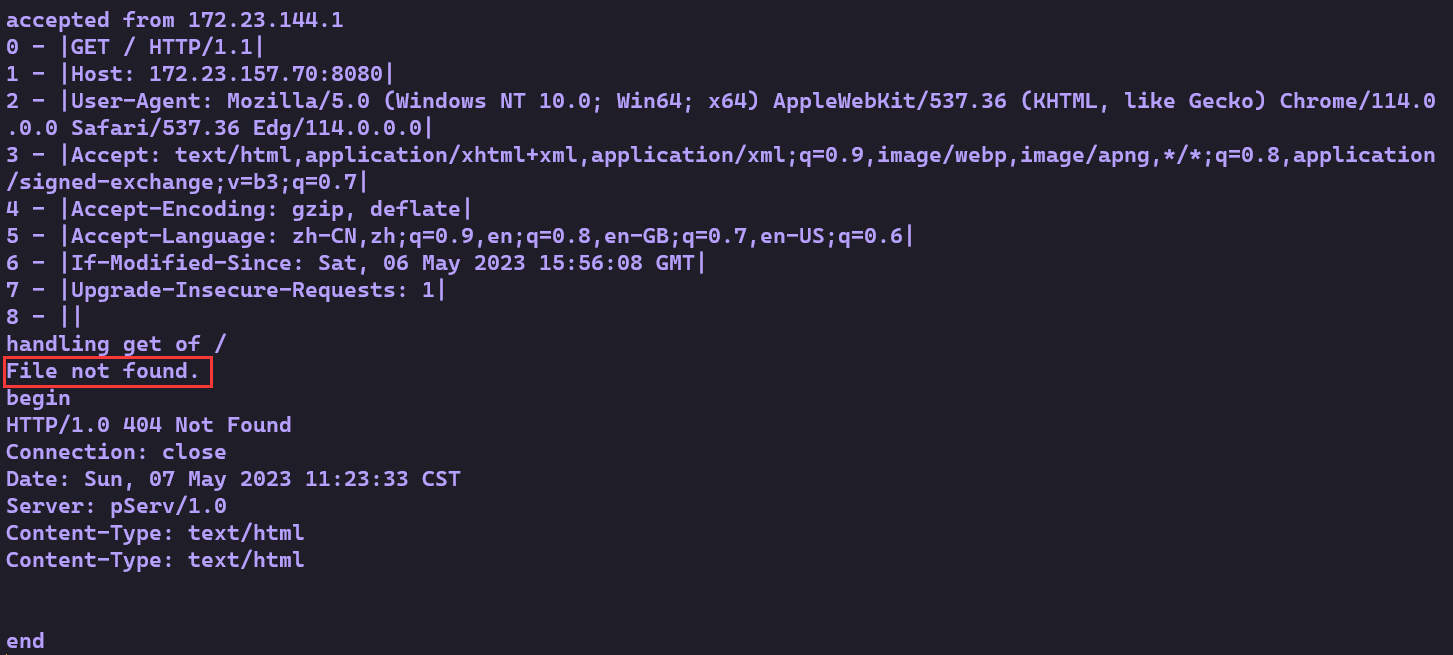 accepted from 172.23.144.1
0 - |GET / HTTP/1.1|
1 - |Host: 172.23.157.70:8080|
2 - |User-Agent: Mozilla/5.0 (Windows NT 10.0; Win64; x64) AppleWebKit/537.36 (KHTML, like Gecko) Chrome/114.0
.0.0 Safari/537.36 Edg/114.0.0.0|
3 - |Accept: text/html,application/xhtml+xml,application/xml;q=0.9,image/webp,image/apng,*/*;q=0.8,application
/signed-exchange;v=b3;q=0.7|
4 - |Accept-Encoding: gzip, deflate|
5 - |Accept-Language: zh-CN,zh;q=0.9,en;q=0.8,en-GB;q=0.7,en-US;q=0.6|
6 - |If-Modified-Since: Sat, 06 May 2023 15:56:08 GMT|
7 - |Upgrade-Insecure-Requests: 1|
8 - ||
handling get of /
File not found.
begin
HTTP/1.0 404 Not Found
Connection: close
Date: Sun, 07 May 2023 11:23:33 CST
Server: pServ/1.0
Content-Type: text/html
Content-Type: text/html
end